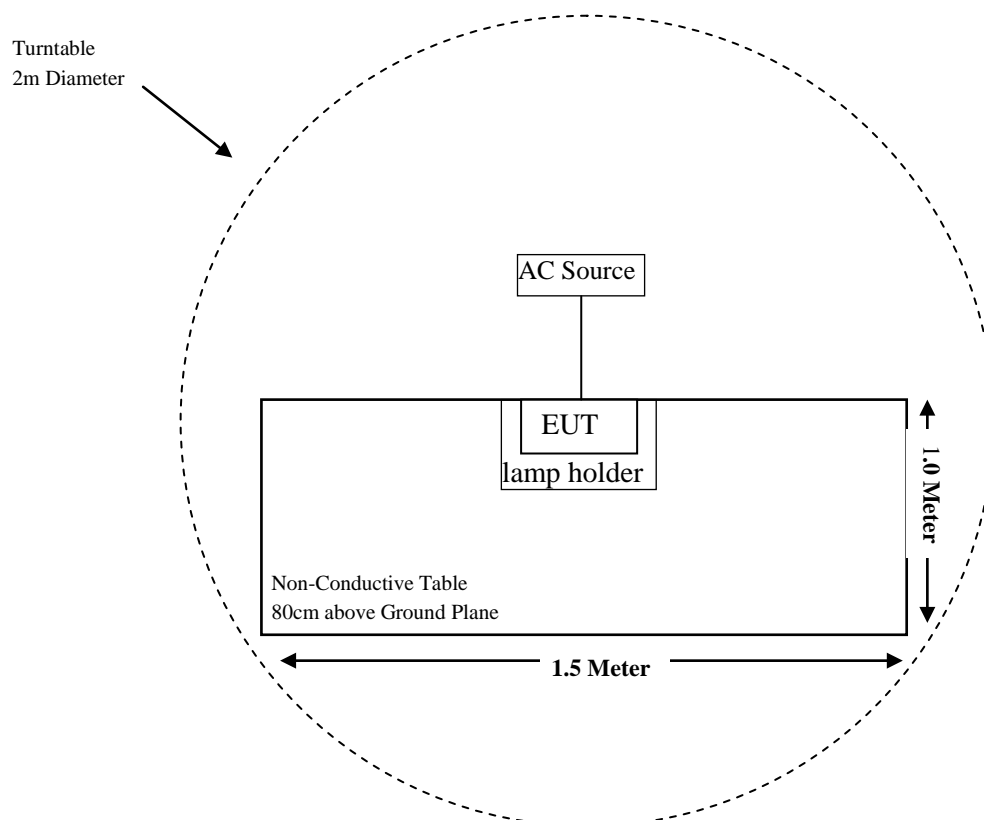 Turntable
2m Diameter
AC Source
EUT
lamp holder
1.0 Meter
Non-Conductive Table
80cm above Ground Plane
1.5 Meter